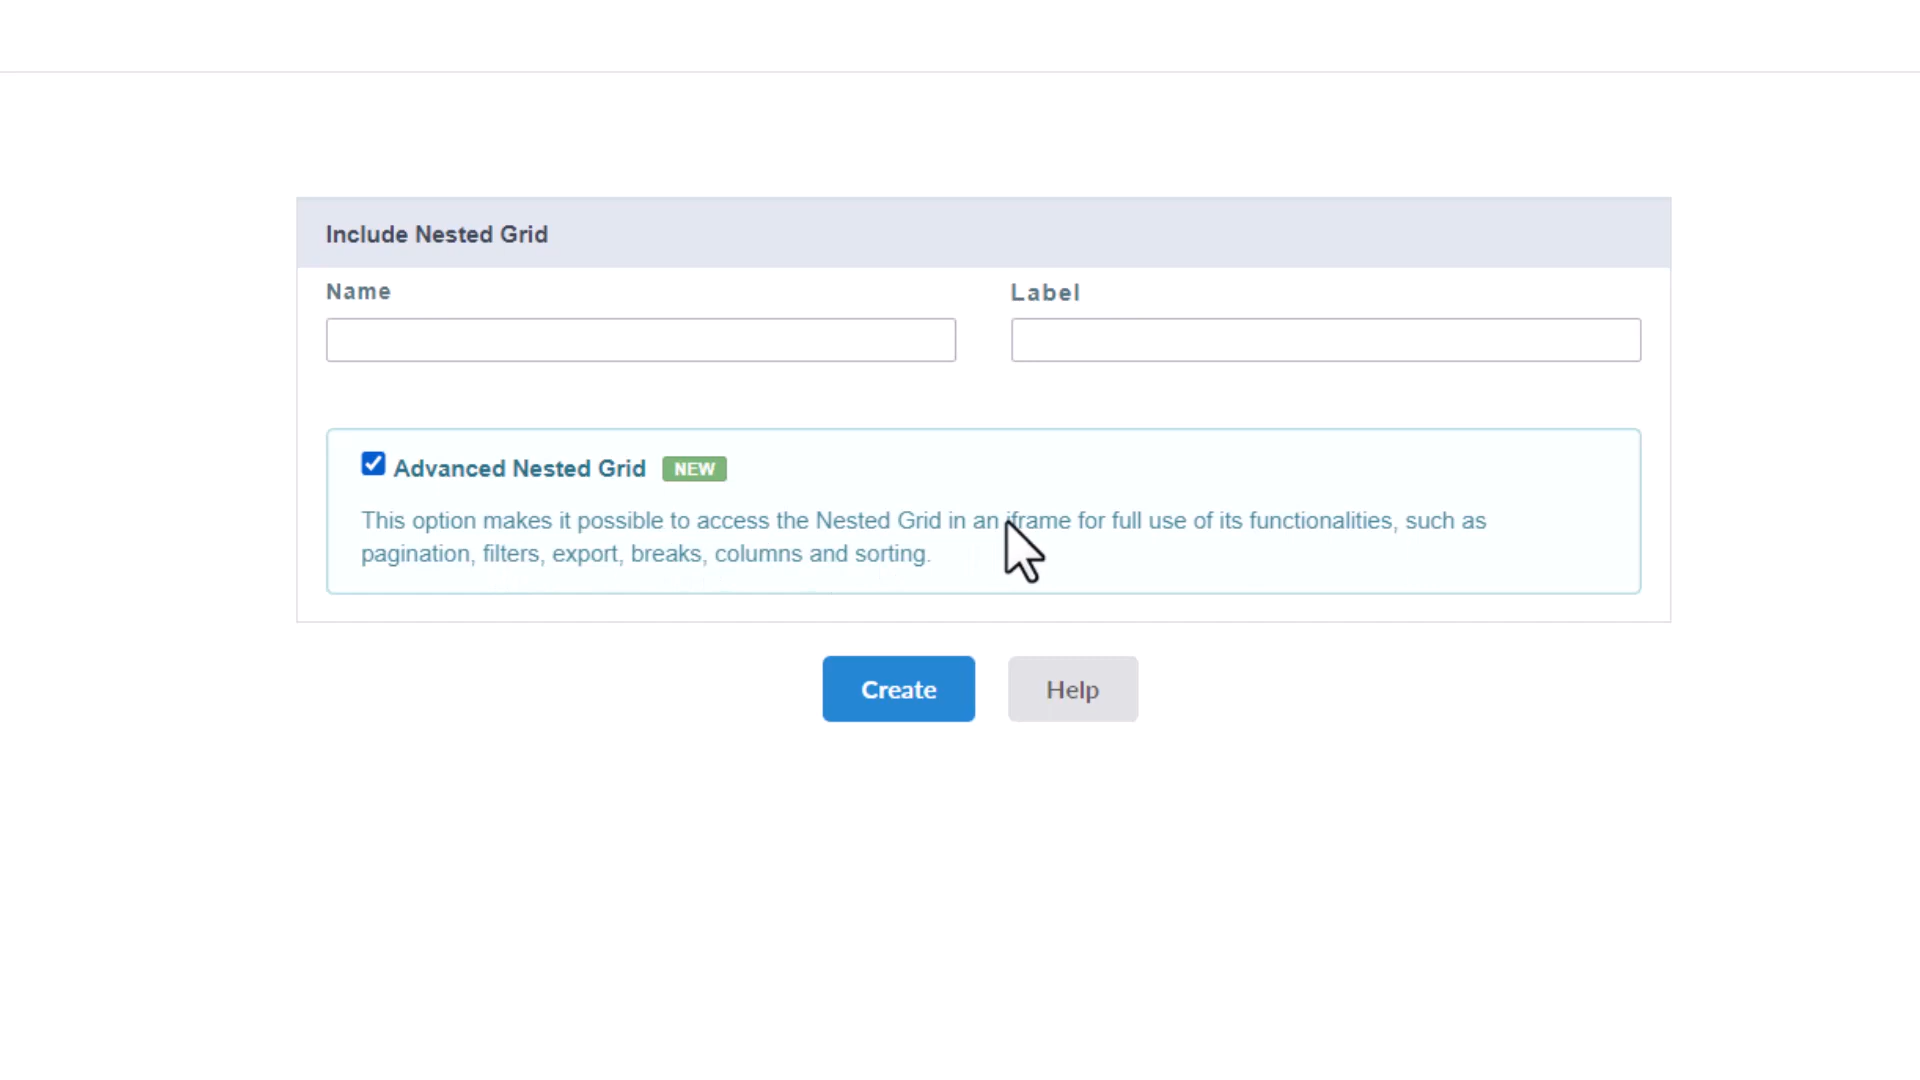 Include Nested Grid
Name
Label
Advanced Nested Grid NEW
This option makes it possible to access the Nested Grid in an iframe for full use of its functionalities, such as
pagination, filters, export, breaks, columns and sorting.
Create
Help